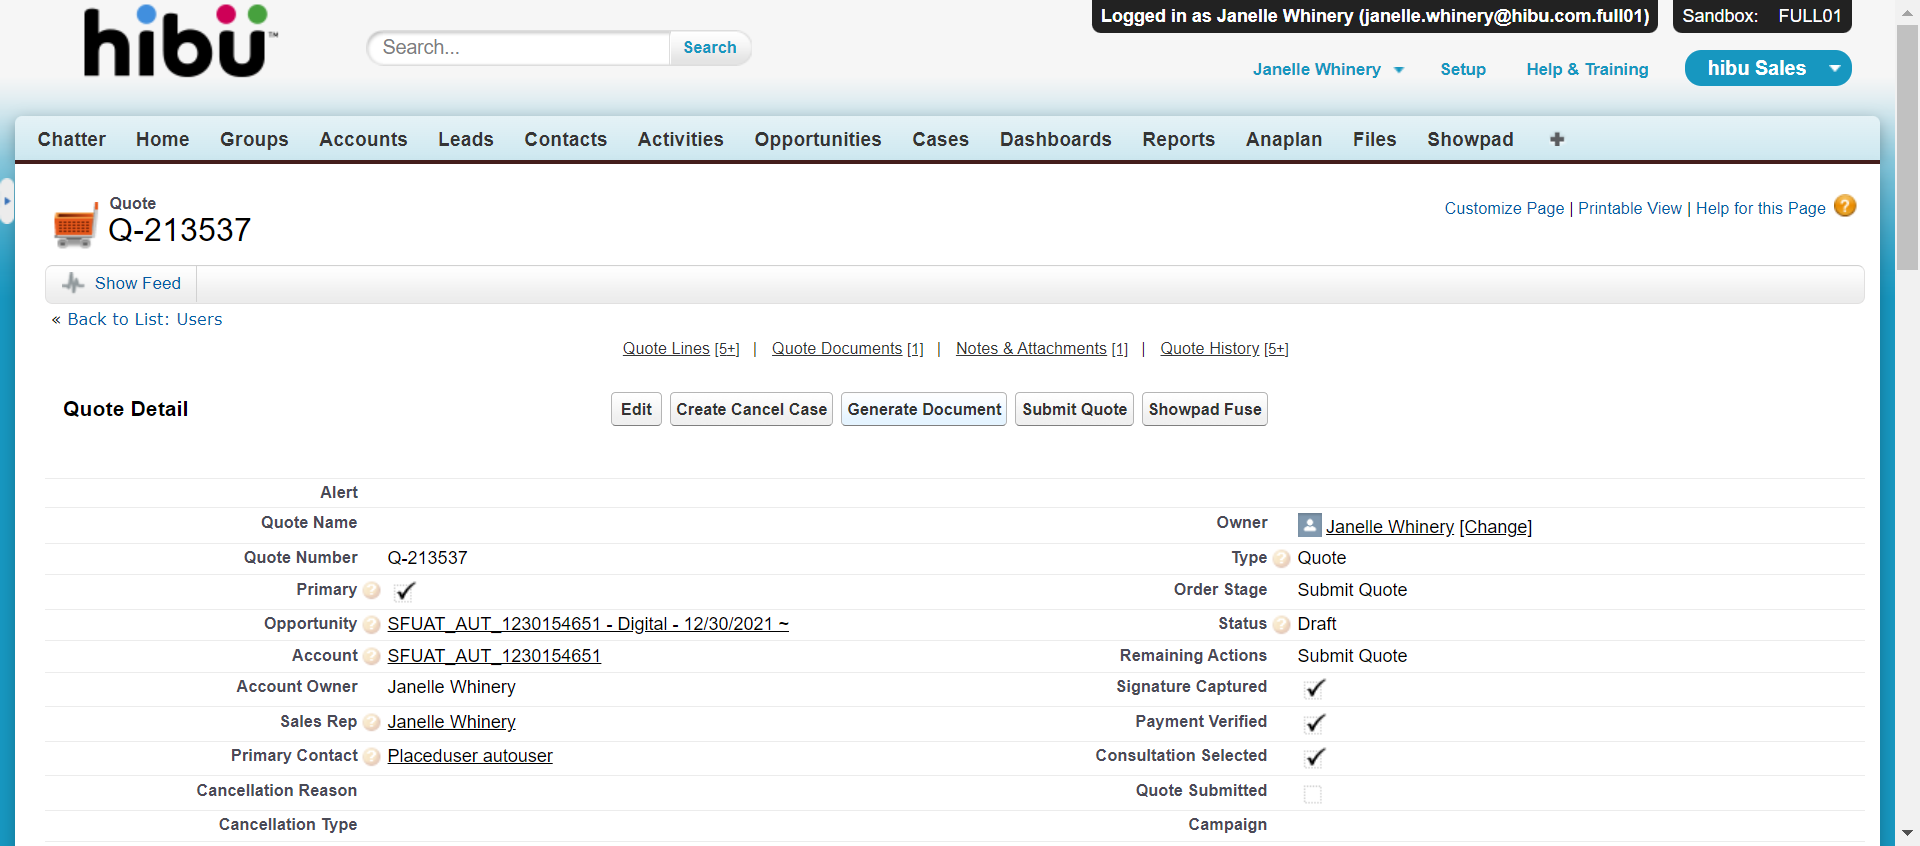 Logged in as Janelle Whinery (janelle.whinery@hibu.com.full01)
Sandbox: FULL01
hibu™
Search...
Search
Janelle Whinery
Setup
Help & Training
hibu Sales
Chatter Home Groups Accounts Leads Contacts Activities Opportunities Cases Dashboards Reports Anaplan Files Showpad
Quote
Q-213537
Customize Page | Printable View | Help for this Page ?
Show Feed
« Back to List: Users
Quote Lines [5+] | Quote Documents [1] | Notes & Attachments [1] | Quote History [5+]
Quote Detail
Edit
Create Cancel Case
Generate Document
Submit Quote
Showpad Fuse
Alert
Quote Name
Owner Janelle Whinery [Change]
Quote Number Q-213537
Type ? Quote
Primary ?
Order Stage Submit Quote
Opportunity ? SFUAT_AUT_1230154651 - Digital - 12/30/2021 ~
Status ? Draft
Account ? SFUAT_AUT_1230154651
Remaining Actions Submit Quote
Account Owner Janelle Whinery
Signature Captured
Sales Rep ? Janelle Whinery
Payment Verified
Primary Contact ? Placeduser autouser
Consultation Selected
Cancellation Reason
Quote Submitted
Cancellation Type
Campaign